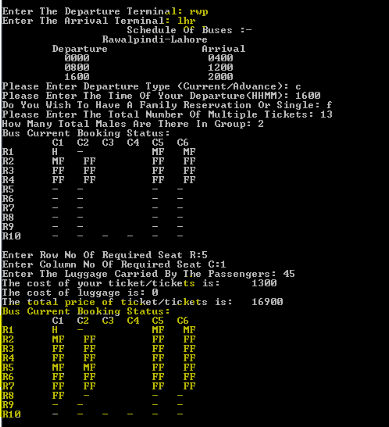 Enter The Departure Terminal: rwp
Enter The Arrival Terminal: lhr
Schedule Of Buses :-
Rawalpindi-Lahore
Departure Arrival
0000 0400
0800 1200
1600 2000
Please Enter Departure Type (Current/Advance): c
Please Enter The Time Of Your Departure(HHMM): 1600
Do You Wish To Have A Family Reservation Or Single: f
Please Enter The Total Number Of Multiple Tickets: 13
How Many Total Males Are There In Group: 2
Bus Current Booking Status:
C1 C2 C3 C4 C5 C6
R1 H - MF MF
R2 MF FF FF FF
R3 FF FF FF FF
R4 FF FF FF FF
R5 - - - -
R6 - - - -
R7 - - - -
R8 - - - -
R9 - - - -
R10 - - - - - -
Enter Row No Of Required Seat R:5
Enter Column No Of Required Seat C:1
Enter The Luggage Carried By The Passengers: 45
The cost of your ticket/tickets is: 1300
The cost of luggage is: 0
The total price of ticket/tickets is: 16900
Bus Current Booking Status:
C1 C2 C3 C4 C5 C6
R1 H - MF MF
R2 MF FF FF FF
R3 FF FF FF FF
R4 FF FF FF FF
R5 MF MF FF FF
R6 FF FF FF FF
R7 FF FF FF FF
R8 FF - - -
R9 - - - -
R10 - - - - - -